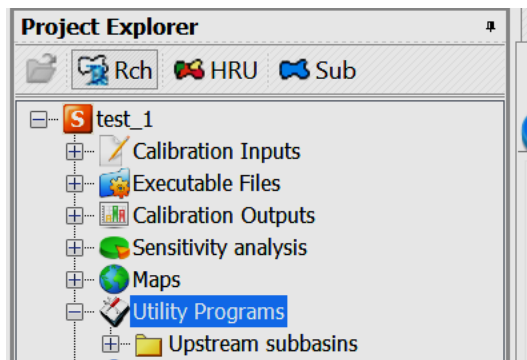 Project Explorer
Rch HRU Sub
S test_1
Calibration Inputs
Executable Files
Calibration Outputs
Sensitivity analysis
Maps
Utility Programs
Upstream subbasins